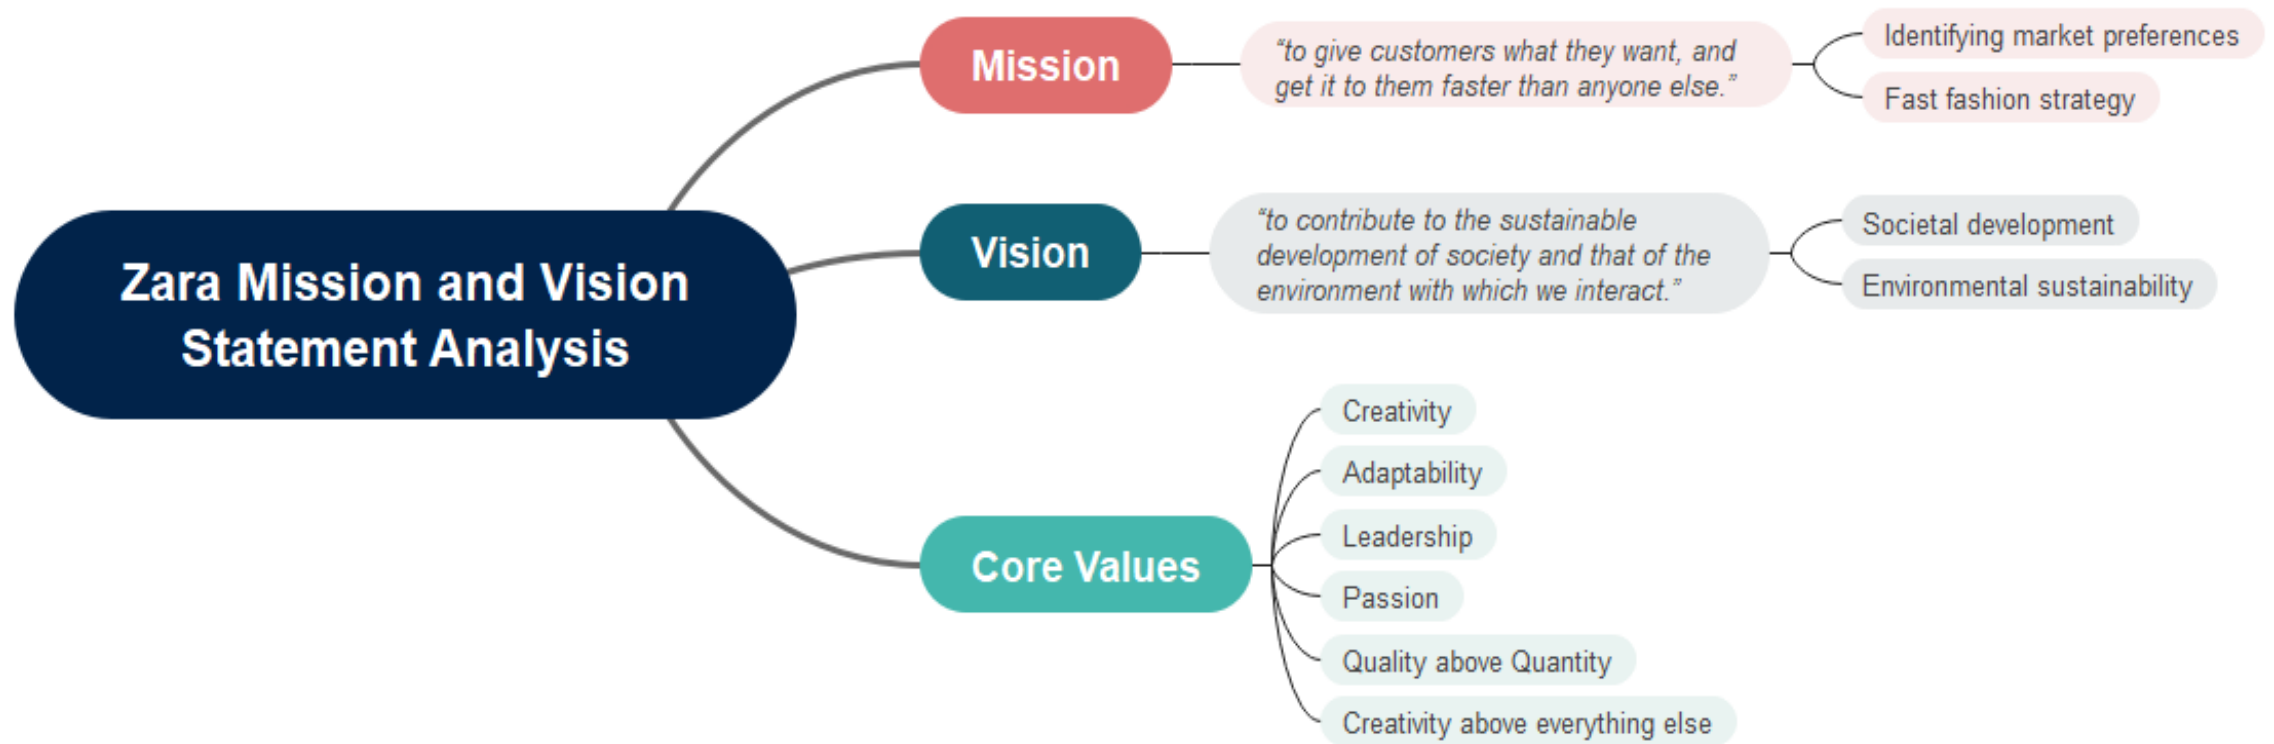 Zara Mission and Vision
Statement Analysis
Mission
“to give customers what they want, and
get it to them faster than anyone else.”
Identifying market preferences
Fast fashion strategy
Vision
“to contribute to the sustainable
development of society and that of the
environment with which we interact.”
Societal development
Environmental sustainability
Core Values
Creativity
Adaptability
Leadership
Passion
Quality above Quantity
Creativity above everything else